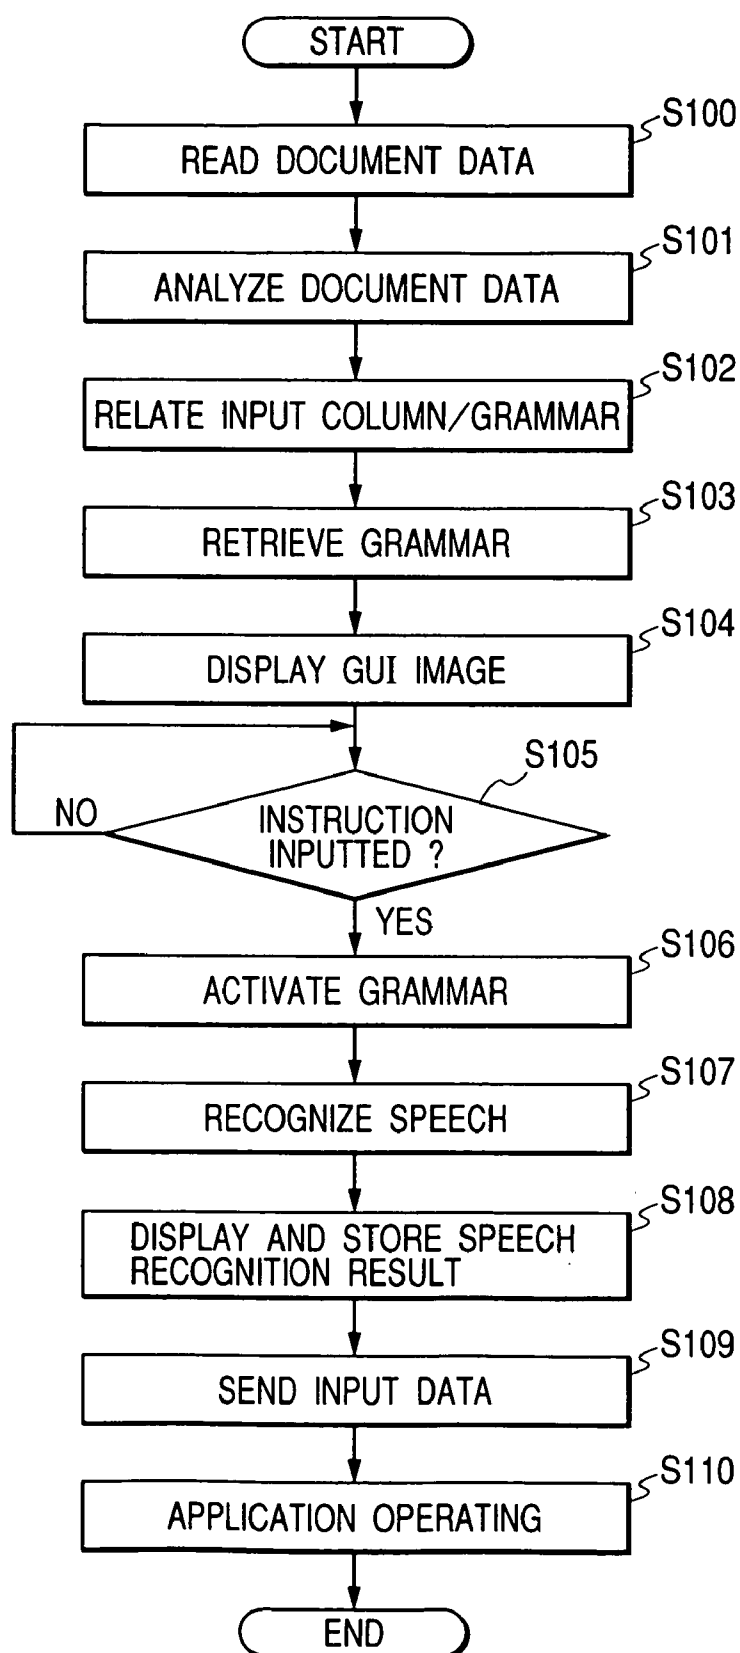 START
S100
READ DOCUMENT DATA
S101
ANALYZE DOCUMENT DATA
S102
RELATE INPUT COLUMN/GRAMMAR
S103
RETRIEVE GRAMMAR
S104
DISPLAY GUI IMAGE
S105
NO
INSTRUCTION
INPUTTED ?
YES
S106
ACTIVATE GRAMMAR
S107
RECOGNIZE SPEECH
S108
DISPLAY AND STORE SPEECH
RECOGNITION RESULT
S109
SEND INPUT DATA
S110
APPLICATION OPERATING
END